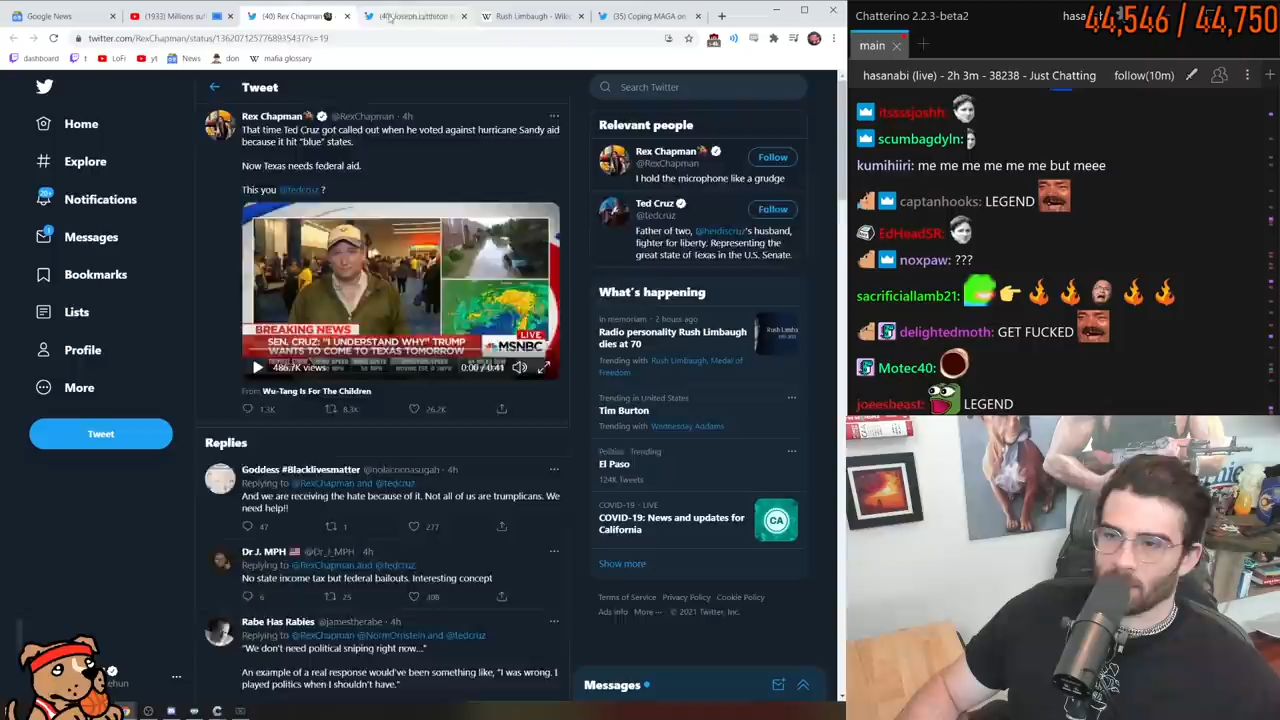 Google News
(1933) Millions suf
(40) Rex Chapman
(40) Joseph Littleton
Rush Limbaugh - Wiki
(35) Coping MAGA on
twitter.com/RexChapman/status/1362071257768935437?s=19
dashboard
t
LoFi
yt
News
don
mafia glossary
Home
Explore
20+
Notifications
1
Messages
Bookmarks
Lists
Profile
More
Tweet
ehun
Tweet
Rex Chapman @RexChapman · 4h
That time Ted Cruz got called out when he voted against hurricane Sandy aid
because it hit "blue" states.
Now Texas needs federal aid.
This you @tedcruz ?
BREAKING NEWS
LIVE
SEN. CRUZ: "I UNDERSTAND WHY" TRUMP
WANTS TO COME TO TEXAS TOMORROW
MSNBC
486.7K views
0:00 / 0:41
From Wu-Tang Is For The Children
1.3K 8.3K 26.2K
Replies
Goddess #Blacklivesmatter · 4h
Replying to @RexChapman and @tedcruz
And we are receiving the hate because of it. Not all of us are trumplicans. We
need help!!
47 1 277
Dr J. MPH @Dr_J_MPH · 4h
Replying to @RexChapman and @tedcruz
No state income tax but federal bailouts. Interesting concept
6 25 308
Rabe Has Rabies @jamestherabe · 4h
Replying to @RexChapman @NormOrnstein and @tedcruz
"We don't need political sniping right now..."
An example of a real response would've been something like, "I was wrong. I
played politics when I shouldn't have."
Search Twitter
Relevant people
Rex Chapman
@RexChapman
Follow
I hold the microphone like a grudge
Ted Cruz
@tedcruz
Follow
Father of two, @heidiscruz's husband,
fighter for liberty. Representing the
great state of Texas in the U.S. Senate.
What's happening
In memoriam · 2 hours ago
Radio personality Rush Limbaugh
dies at 70
Trending with Rush Limbaugh, Medal of
Freedom
Trending in United States
Tim Burton
Trending with Wednesday Addams
Politics · Trending
El Paso
124K Tweets
COVID-19 · LIVE
COVID-19: News and updates for
California
CA
Show more
Terms of Service Privacy Policy Cookie Policy
Ads info More © 2021 Twitter, Inc.
Messages
Chatterino 2.2.3-beta2
hasa
44,546 / 44,750
main
hasanabi (live) - 2h 3m - 38238 - Just Chatting
follow(10m)
itssssjoshh
scumbagdyln:
kumihiiri: me me me me me me but meee
captanhooks: LEGEND
EdHeadSR:
noxpaw: ???
sacrificiallamb21:
delightedmoth: GET FUCKED
Motec40:
joeesbeast: LEGEND